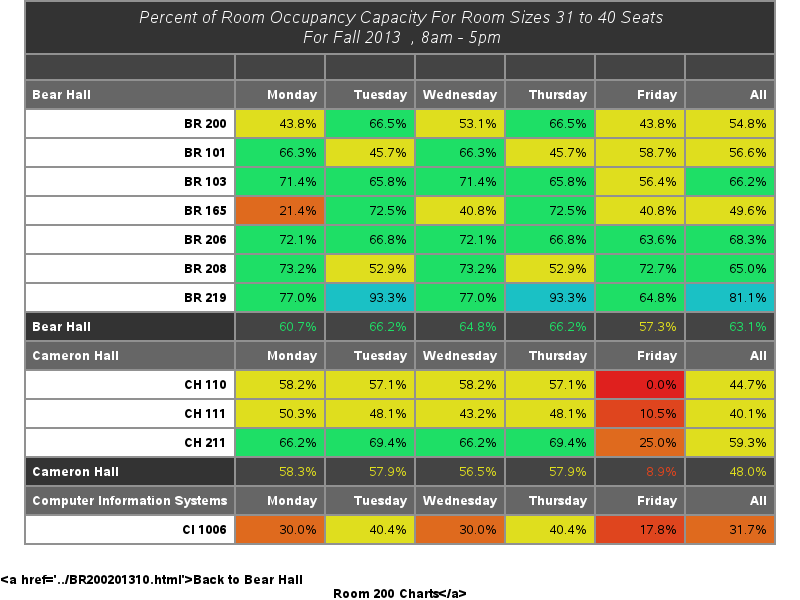 Percent of Room Occupancy Capacity For Room Sizes 31 to 40 Seats
For Fall 2013 , 8am - 5pm
Bear Hall Monday Tuesday Wednesday Thursday Friday All
BR 200 43.8% 66.5% 53.1% 66.5% 43.8% 54.8%
BR 101 66.3% 45.7% 66.3% 45.7% 58.7% 56.6%
BR 103 71.4% 65.8% 71.4% 65.8% 56.4% 66.2%
BR 165 21.4% 72.5% 40.8% 72.5% 40.8% 49.6%
BR 206 72.1% 66.8% 72.1% 66.8% 63.6% 68.3%
BR 208 73.2% 52.9% 73.2% 52.9% 72.7% 65.0%
BR 219 77.0% 93.3% 77.0% 93.3% 64.8% 81.1%
Bear Hall 60.7% 66.2% 64.8% 66.2% 57.3% 63.1%
Cameron Hall Monday Tuesday Wednesday Thursday Friday All
CH 110 58.2% 57.1% 58.2% 57.1% 0.0% 44.7%
CH 111 50.3% 48.1% 43.2% 48.1% 10.5% 40.1%
CH 211 66.2% 69.4% 66.2% 69.4% 25.0% 59.3%
Cameron Hall 58.3% 57.9% 56.5% 57.9% 8.9% 48.0%
Computer Information Systems Monday Tuesday Wednesday Thursday Friday All
CI 1006 30.0% 40.4% 30.0% 40.4% 17.8% 31.7%
<a href='../BR200201310.html'>Back to Bear Hall
Room 200 Charts</a>